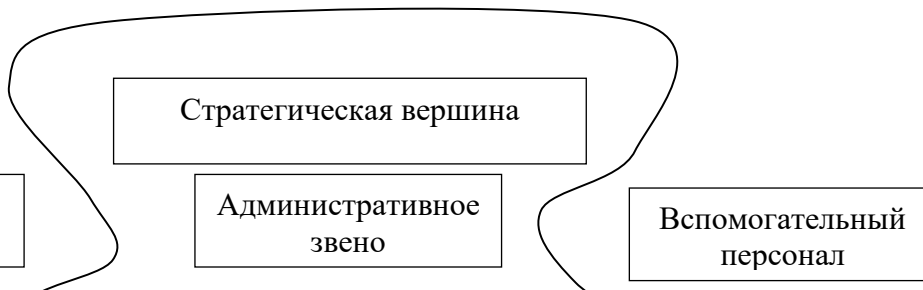 Стратегическая вершина
Административное
звено
Вспомогательный
персонал